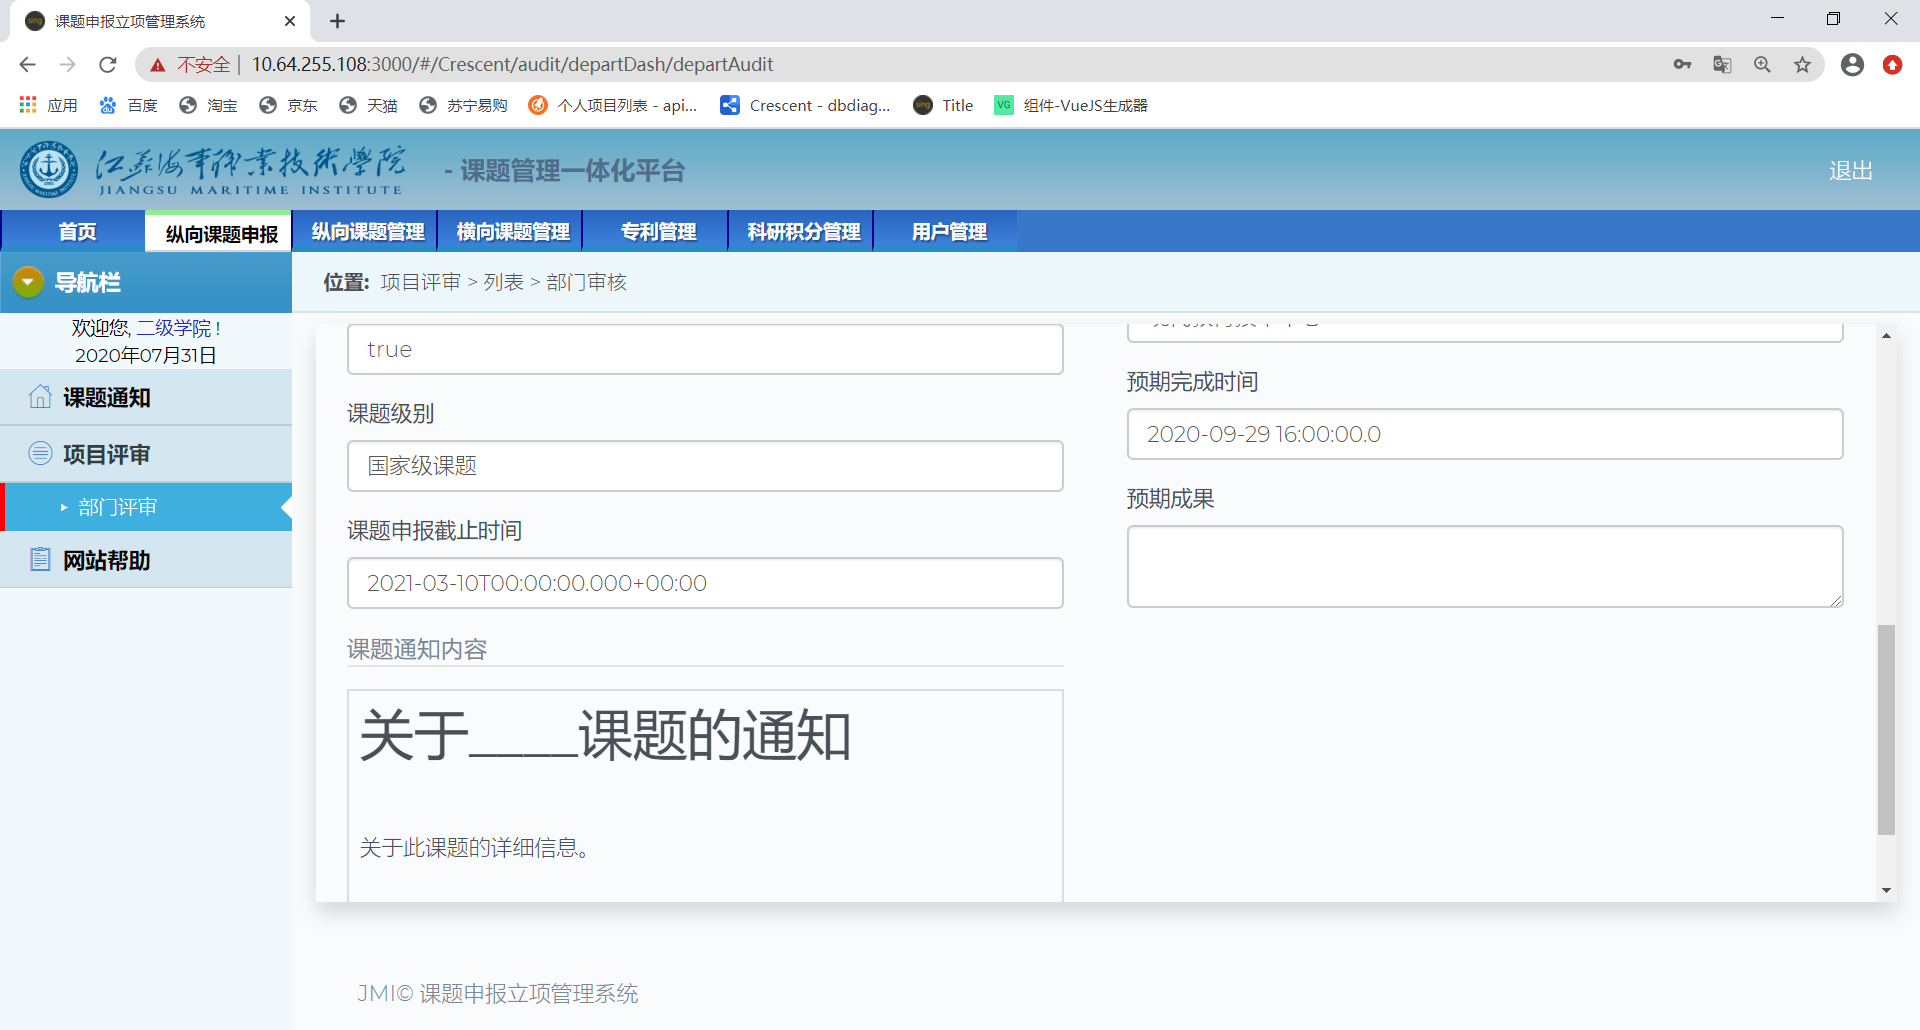 课题申报立项管理系统
不安全 | 10.64.255.108:3000/#/Crescent/audit/departDash/departAudit
应用 百度 淘宝 京东 天猫 苏宁易购 个人项目列表 - api... Crescent - dbdiag... Title VG 组件-VueJS生成器
江苏海事职业技术学院 - 课题管理一体化平台 退出
JIANGSU MARITIME INSTITUTE
首页 纵向课题申报 纵向课题管理 横向课题管理 专利管理 科研积分管理 用户管理
导航栏
位置: 项目评审 > 列表 > 部门审核
欢迎您, 二级学院 !
2020年07月31日
课题通知
项目评审
部门评审
网站帮助
true
课题级别
国家级课题
课题申报截止时间
2021-03-10T00:00:00.000+00:00
课题通知内容
关于____课题的通知
关于此课题的详细信息。
预期完成时间
2020-09-29 16:00:00.0
预期成果
JMI© 课题申报立项管理系统